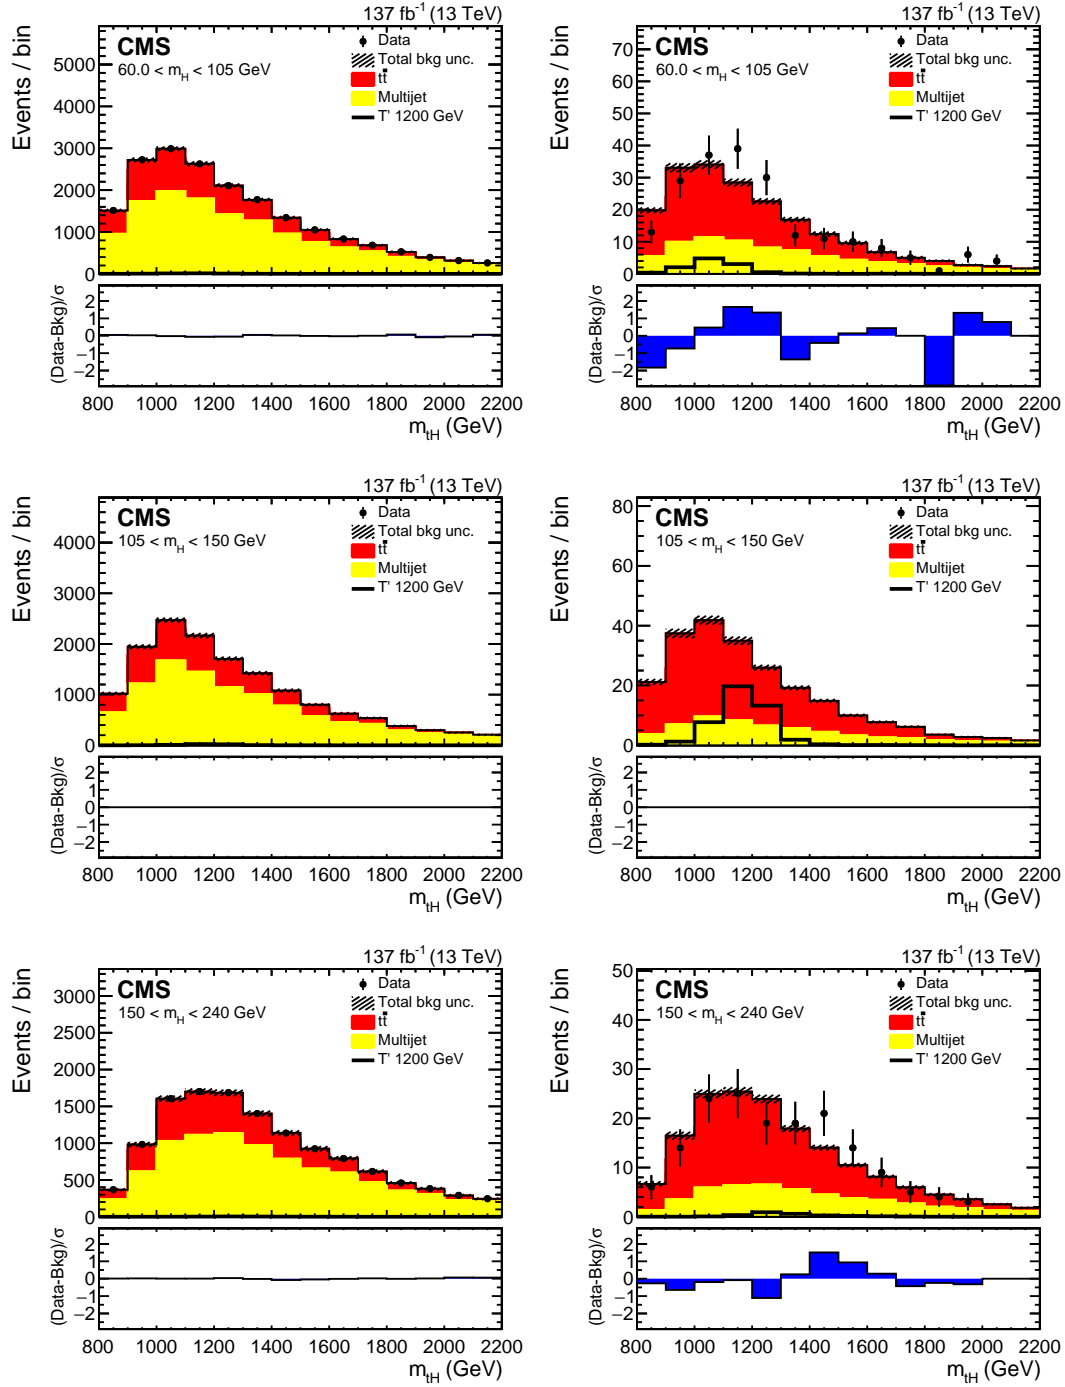 137 fb⁻¹ (13 TeV)
Events / bin
CMS
60.0 < m_H < 105 GeV
Data
Total bkg unc.
tt̄
Multijet
T' 1200 GeV
5000
4000
3000
2000
1000
0
(Data-Bkg)/σ
2
1
0
−1
−2
800 1000 1200 1400 1600 1800 2000 2200
m_tH (GeV)
137 fb⁻¹ (13 TeV)
Events / bin
CMS
60.0 < m_H < 105 GeV
Data
Total bkg unc.
tt̄
Multijet
T' 1200 GeV
70
60
50
40
30
20
10
0
(Data-Bkg)/σ
2
1
0
−1
−2
800 1000 1200 1400 1600 1800 2000 2200
m_tH (GeV)
137 fb⁻¹ (13 TeV)
Events / bin
CMS
105 < m_H < 150 GeV
Data
Total bkg unc.
tt̄
Multijet
T' 1200 GeV
4000
3000
2000
1000
0
(Data-Bkg)/σ
2
1
0
−1
−2
800 1000 1200 1400 1600 1800 2000 2200
m_tH (GeV)
137 fb⁻¹ (13 TeV)
Events / bin
CMS
105 < m_H < 150 GeV
Data
Total bkg unc.
tt̄
Multijet
T' 1200 GeV
80
60
40
20
0
(Data-Bkg)/σ
2
1
0
−1
−2
800 1000 1200 1400 1600 1800 2000 2200
m_tH (GeV)
137 fb⁻¹ (13 TeV)
Events / bin
CMS
150 < m_H < 240 GeV
Data
Total bkg unc.
tt̄
Multijet
T' 1200 GeV
3000
2500
2000
1500
1000
500
0
(Data-Bkg)/σ
2
1
0
−1
−2
800 1000 1200 1400 1600 1800 2000 2200
m_tH (GeV)
137 fb⁻¹ (13 TeV)
Events / bin
CMS
150 < m_H < 240 GeV
Data
Total bkg unc.
tt̄
Multijet
T' 1200 GeV
50
40
30
20
10
0
(Data-Bkg)/σ
2
1
0
−1
−2
800 1000 1200 1400 1600 1800 2000 2200
m_tH (GeV)